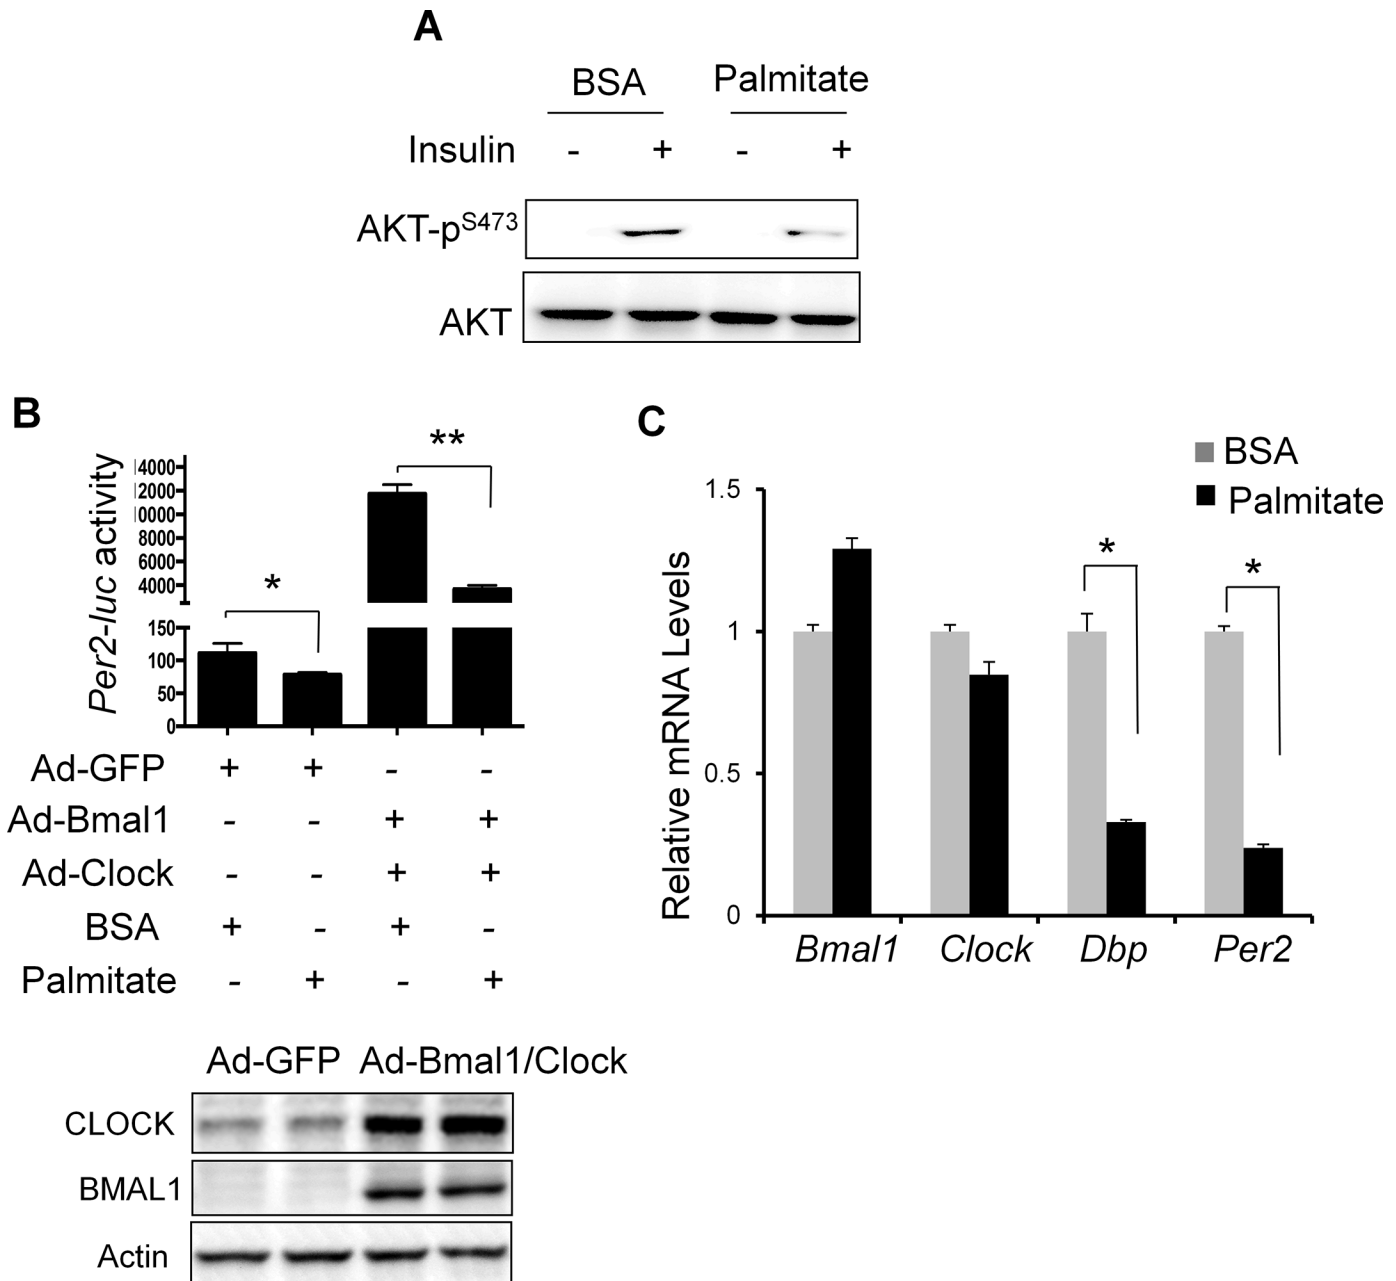 A
BSA Palmitate
Insulin - + - +
AKT-pS473
AKT
B
Per2-luc activity
14000
12000
10000
8000
6000
4000
150
100
50
0
*
**
Ad-GFP + + - -
Ad-Bmal1 - - + +
Ad-Clock - - + +
BSA + - + -
Palmitate - + - +
Ad-GFP Ad-Bmal1/Clock
CLOCK
BMAL1
Actin
C
BSA
Palmitate
Relative mRNA Levels
1.5
1
0.5
0
*
*
Bmal1 Clock Dbp Per2